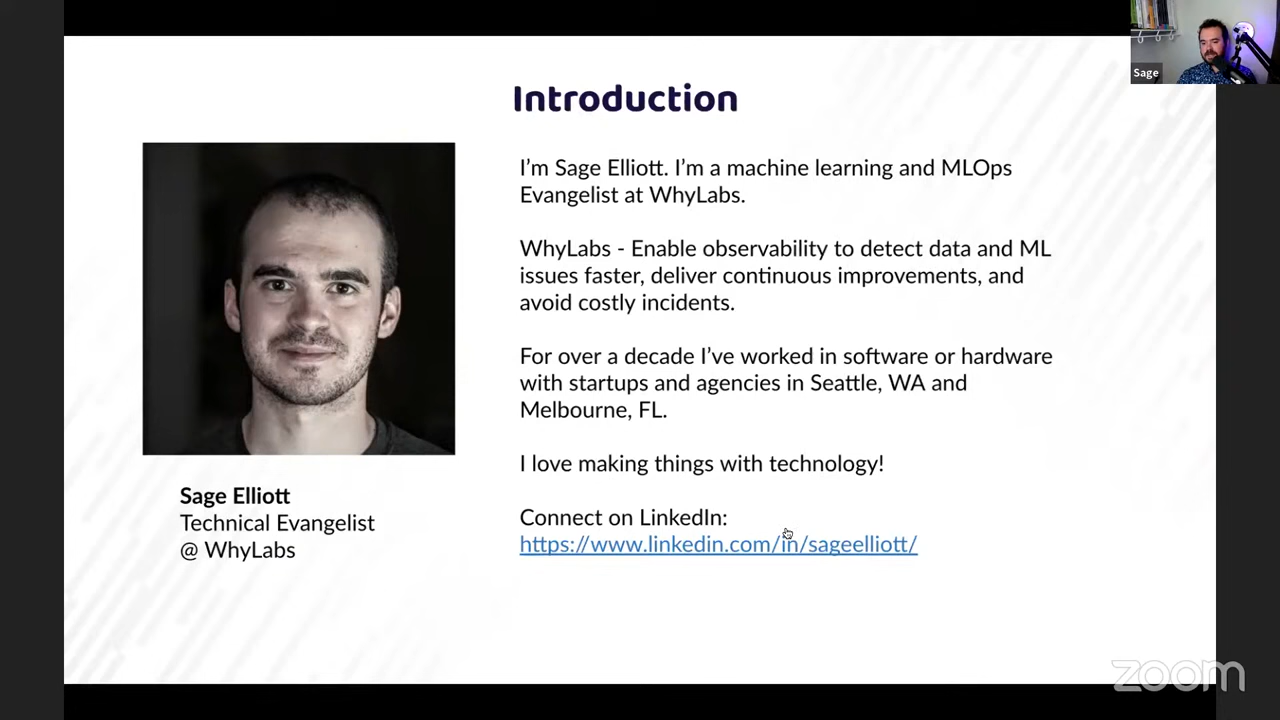 Sage
Introduction
I'm Sage Elliott. I'm a machine learning and MLOps
Evangelist at WhyLabs.
WhyLabs - Enable observability to detect data and ML
issues faster, deliver continuous improvements, and
avoid costly incidents.
For over a decade I've worked in software or hardware
with startups and agencies in Seattle, WA and
Melbourne, FL.
I love making things with technology!
Connect on LinkedIn:
https://www.linkedin.com/in/sageelliott/
Sage Elliott
Technical Evangelist
@ WhyLabs
zoom